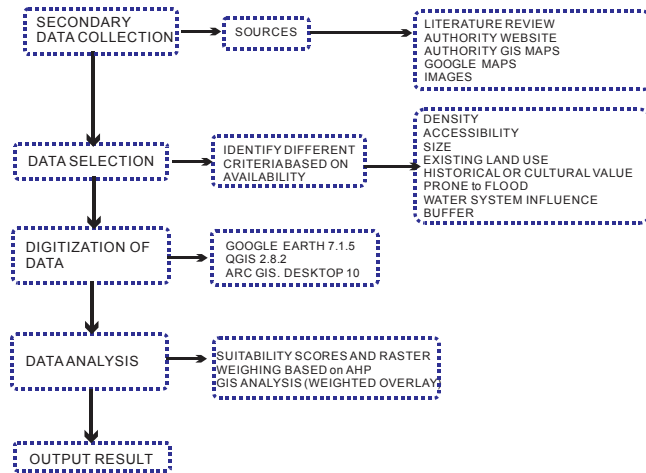 SECONDARY
DATA COLLECTION
SOURCES
LITERATURE REVIEW
AUTHORITY WEBSITE
AUTHORITY GIS MAPS
GOOGLE MAPS
IMAGES
DATA SELECTION
IDENTIFY DIFFERENT
CRITERIA BASED ON
AVAILABILITY
DENSITY
ACCESSIBILITY
SIZE
EXISTING LAND USE
HISTORICAL OR CULTURAL VALUE
PRONE to FLOOD
WATER SYSTEM INFLUENCE
BUFFER
DIGITIZATION OF
DATA
GOOGLE EARTH 7.1.5
QGIS 2.8.2
ARC GIS. DESKTOP 10
DATA ANALYSIS
SUITABILITY SCORES AND RASTER
WEIGHING BASED on AHP
GIS ANALYSIS (WEIGHTED OVERLAY)
OUTPUT RESULT